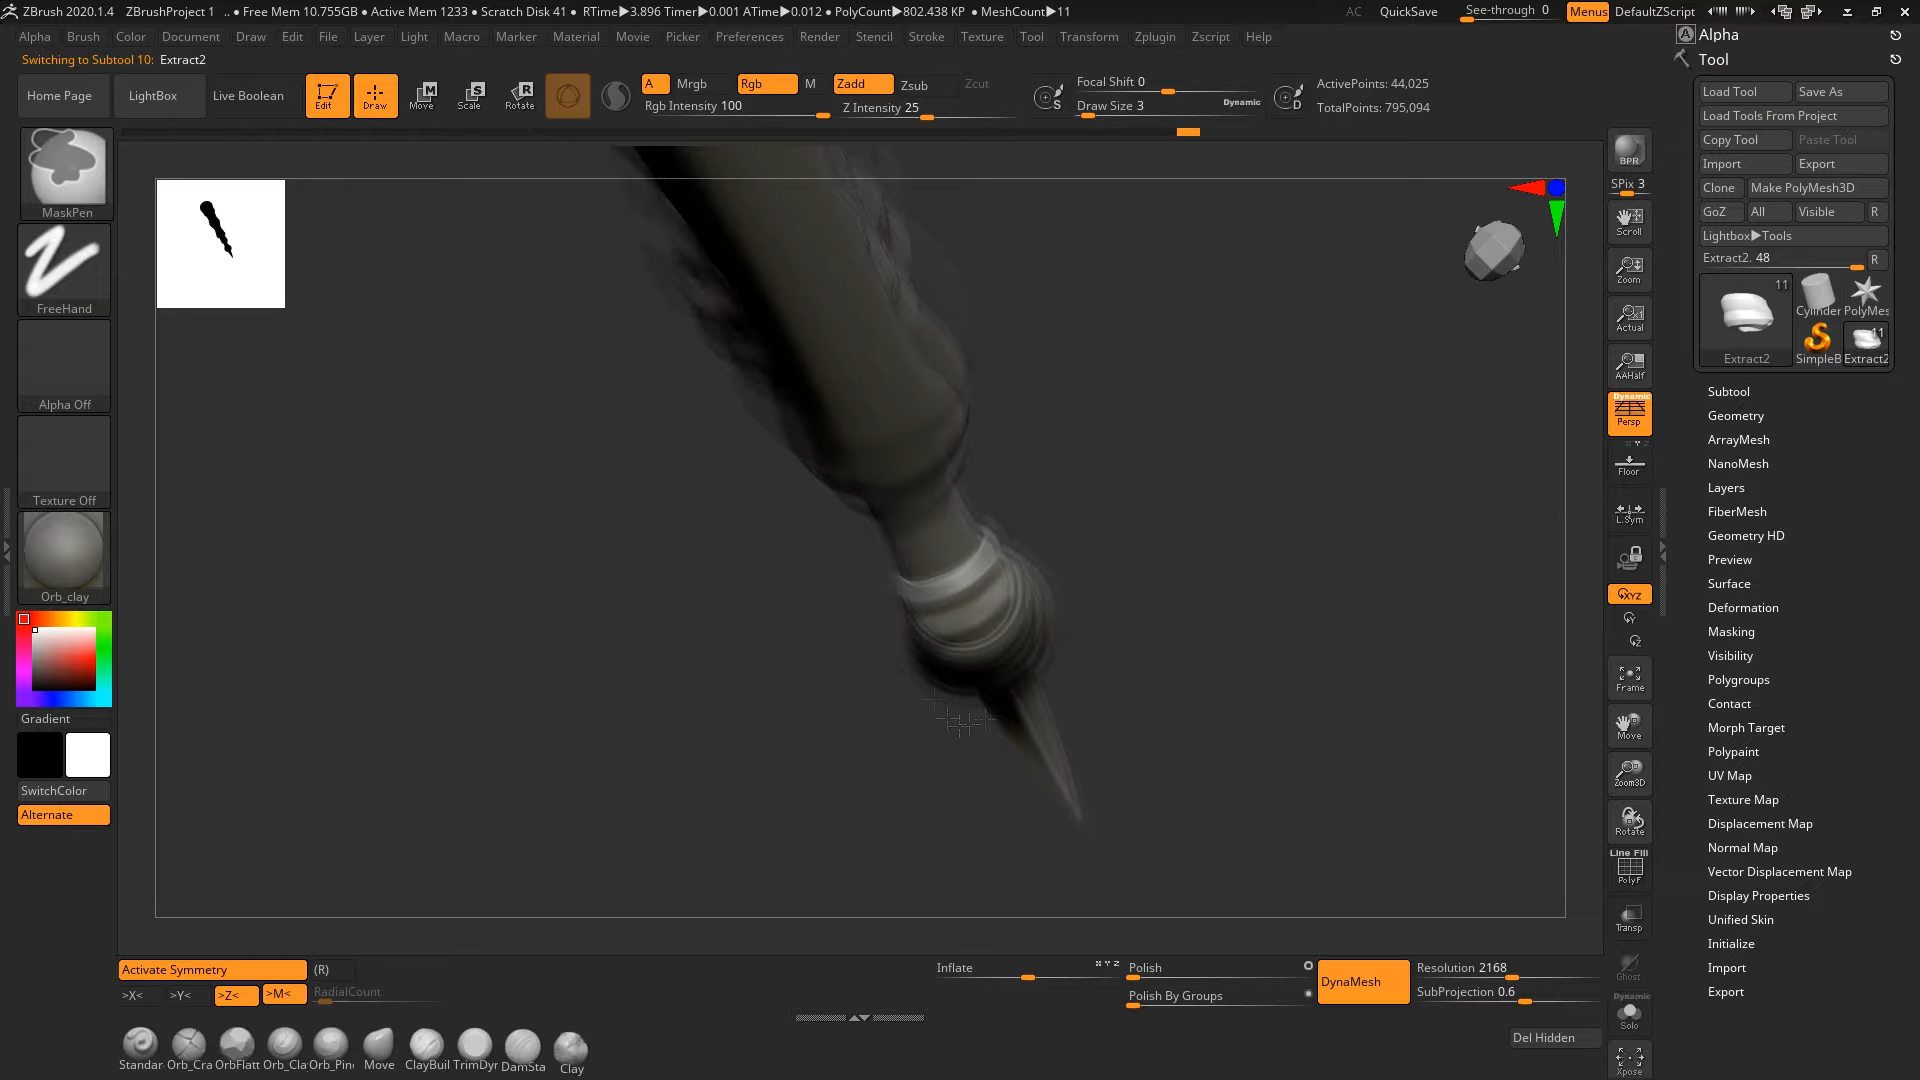 ZBrush 2020.1.4 ZBrushProject 1 .. • Free Mem 10.755GB • Active Mem 1233 • Scratch Disk 41 • RTime▶3.896 Timer▶0.001 ATime▶0.012 • PolyCount▶802.438 KP • MeshCount▶11 AC QuickSave See-through 0 Menus DefaultZScript
Alpha Brush Color Document Draw Edit File Layer Light Macro Marker Material Movie Picker Preferences Render Stencil Stroke Texture Tool Transform Zplugin Zscript Help
Switching to Subtool 10: Extract2
Home Page LightBox Live Boolean Edit Draw Move Scale Rotate
A Mrgb Rgb M Zadd Zsub Zcut
Rgb Intensity 100 Z Intensity 25
S Focal Shift 0
Draw Size 3 Dynamic D
ActivePoints: 44,025
TotalPoints: 795,094
MaskPen
FreeHand
Alpha Off
Texture Off
Orb_clay
Gradient
SwitchColor
Alternate
BPR
SPix 3
Scroll
Zoom
Actual
AAHalf
Dynamic
Persp
Floor
L.Sym
XYZ
Y
Z
Frame
Move
Zoom3D
Rotate
Line Fill
PolyF
Transp
Ghost
Dynamic
Solo
Xpose
A Alpha
Tool
Load Tool Save As
Load Tools From Project
Copy Tool Paste Tool
Import Export
Clone Make PolyMesh3D
GoZ All Visible R
Lightbox▶Tools
Extract2. 48 R
11
Cylinder PolyMes
11
Extract2 SimpleB Extract2
Subtool
Geometry
ArrayMesh
NanoMesh
Layers
FiberMesh
Geometry HD
Preview
Surface
Deformation
Masking
Visibility
Polygroups
Contact
Morph Target
Polypaint
UV Map
Texture Map
Displacement Map
Normal Map
Vector Displacement Map
Display Properties
Unified Skin
Initialize
Import
Export
Activate Symmetry (R)
>X< >Y< >Z< >M< RadialCount
Inflate X Y Z Polish
Polish By Groups
DynaMesh
Resolution 2168
SubProjection 0.6
Del Hidden
Standar Orb_Cra OrbFlatt Orb_Cla Orb_Pin Move ClayBuil TrimDyr DamSta Clay